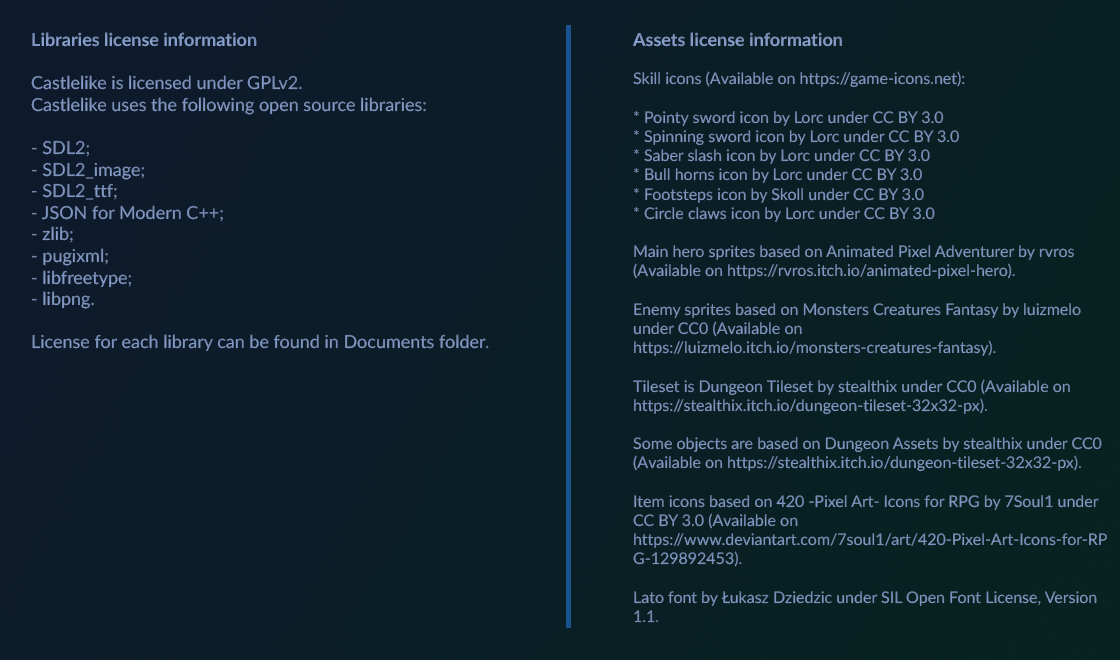 Libraries license information
Castlelike is licensed under GPLv2.
Castlelike uses the following open source libraries:
- SDL2;
- SDL2_image;
- SDL2_ttf;
- JSON for Modern C++;
- zlib;
- pugixml;
- libfreetype;
- libpng.
License for each library can be found in Documents folder.
Assets license information
Skill icons (Available on https://game-icons.net):
* Pointy sword icon by Lorc under CC BY 3.0
* Spinning sword icon by Lorc under CC BY 3.0
* Saber slash icon by Lorc under CC BY 3.0
* Bull horns icon by Lorc under CC BY 3.0
* Footsteps icon by Skoll under CC BY 3.0
* Circle claws icon by Lorc under CC BY 3.0
Main hero sprites based on Animated Pixel Adventurer by rvros
(Available on https://rvros.itch.io/animated-pixel-hero).
Enemy sprites based on Monsters Creatures Fantasy by luizmelo
under CC0 (Available on
https://luizmelo.itch.io/monsters-creatures-fantasy).
Tileset is Dungeon Tileset by stealthix under CC0 (Available on
https://stealthix.itch.io/dungeon-tileset-32x32-px).
Some objects are based on Dungeon Assets by stealthix under CC0
(Available on https://stealthix.itch.io/dungeon-tileset-32x32-px).
Item icons based on 420 -Pixel Art- Icons for RPG by 7Soul1 under
CC BY 3.0 (Available on
https://www.deviantart.com/7soul1/art/420-Pixel-Art-Icons-for-RP
G-129892453).
Lato font by Łukasz Dziedzic under SIL Open Font License, Version
1.1.